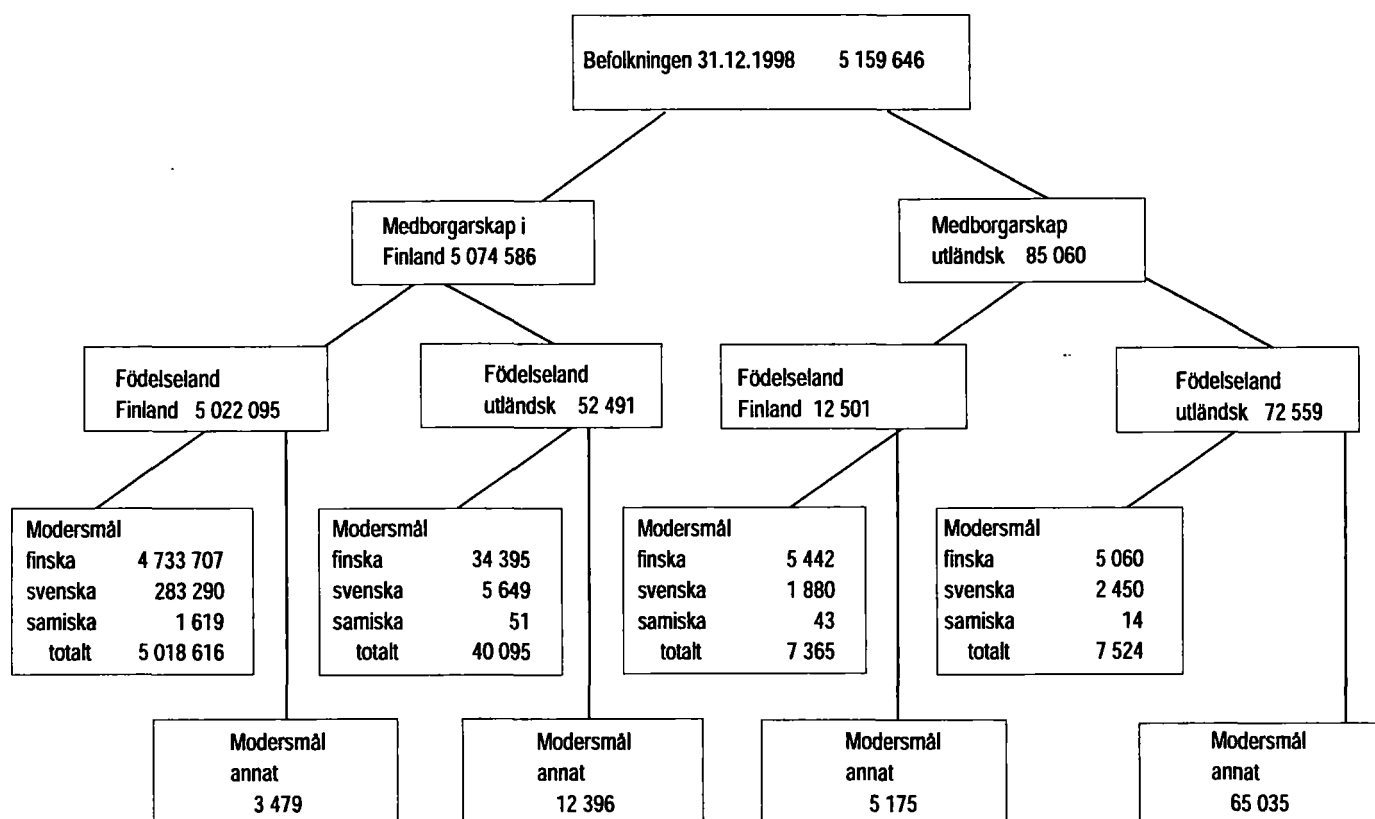 Befolkningen 31.12.1998 5 159 646
Medborgarskap i
Finland 5 074 586
Medborgarskap
utländsk 85 060
Födelseland
Finland 5 022 095
Födelseland
utländsk 52 491
Födelseland
Finland 12 501
Födelseland
utländsk 72 559
Modersmål
finska 4 733 707
svenska 283 290
samiska 1 619
totalt 5 018 616
Modersmål
finska 34 395
svenska 5 649
samiska 51
totalt 40 095
Modersmål
finska 5 442
svenska 1 880
samiska 43
totalt 7 365
Modersmål
finska 5 060
svenska 2 450
samiska 14
totalt 7 524
Modersmål
annat
3 479
Modersmål
annat
12 396
Modersmål
annat
5 175
Modersmål
annat
65 035